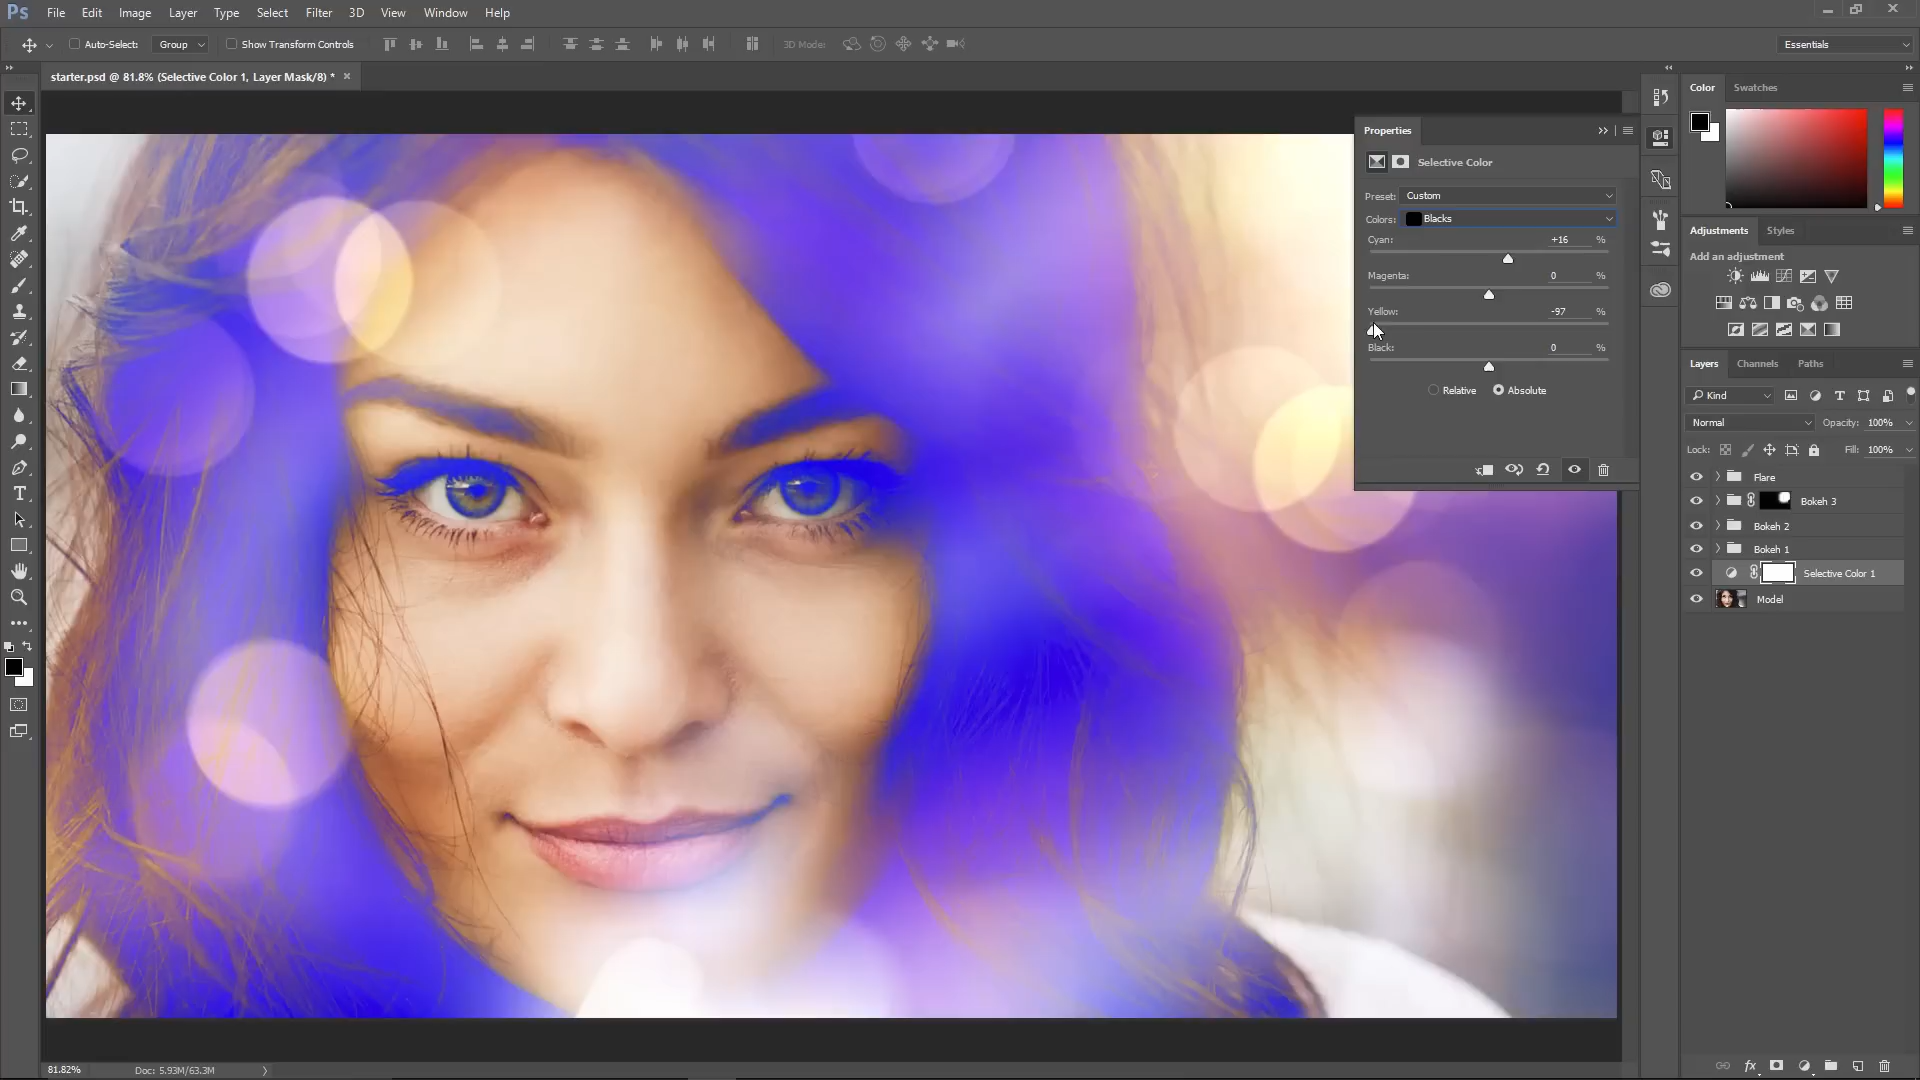 Ps File Edit Image Layer Type Select Filter 3D View Window Help
Auto-Select: Group Show Transform Controls 3D Mode: Essentials
starter.psd @ 81.8% (Selective Color 1, Layer Mask/8) *
Color Swatches
Properties
Selective Color
Preset: Custom
Colors: Blacks
Cyan: +16 %
Magenta: 0 %
Yellow: -97 %
Black: 0 %
Relative Absolute
Adjustments Styles
Add an adjustment
Layers Channels Paths
Kind
Normal Opacity: 100%
Lock: Fill: 100%
Flare
Bokeh 3
Bokeh 2
Bokeh 1
Selective Color 1
Model
fx
81.82% Doc: 5.93M/63.3M